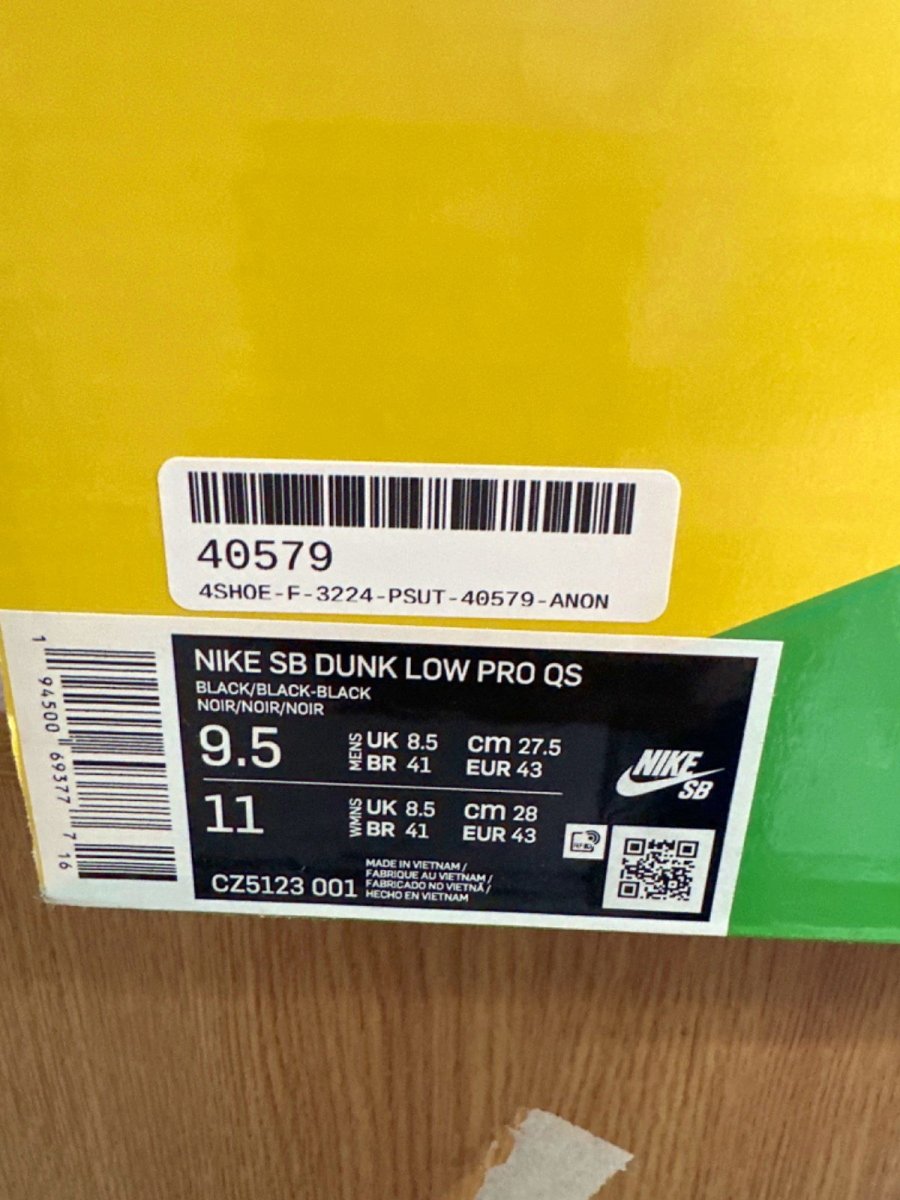 40579
4SHOE-F-3224-PSUT-40579-ANON
1 94500 69377 7 16
NIKE SB DUNK LOW PRO QS
BLACK/BLACK-BLACK
NOIR/NOIR/NOIR
9.5 MENS UK 8.5 cm 27.5
BR 41 EUR 43
11 WMNS UK 8.5 cm 28
BR 41 EUR 43
NIKE
SB
CZ5123 001
MADE IN VIETNAM /
FABRIQUE AU VIETNAM /
FABRICADO NO VIETNÃ /
HECHO EN VIETNAM